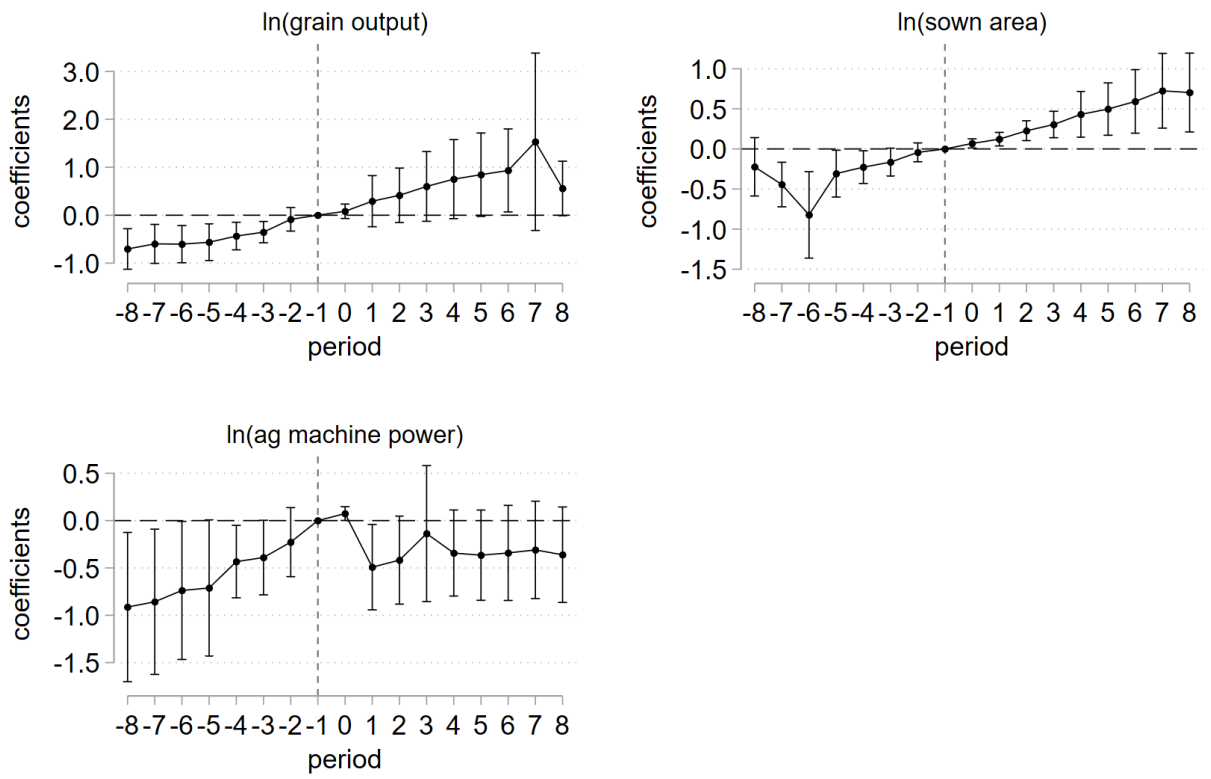 ln(grain output)
3.0
2.0
1.0
0.0
-1.0
coefficients
-8 -7 -6 -5 -4 -3 -2 -1 0 1 2 3 4 5 6 7 8
period
ln(sown area)
1.0
0.5
0.0
-0.5
-1.0
-1.5
coefficients
-8 -7 -6 -5 -4 -3 -2 -1 0 1 2 3 4 5 6 7 8
period
ln(ag machine power)
0.5
0.0
-0.5
-1.0
-1.5
coefficients
-8 -7 -6 -5 -4 -3 -2 -1 0 1 2 3 4 5 6 7 8
period